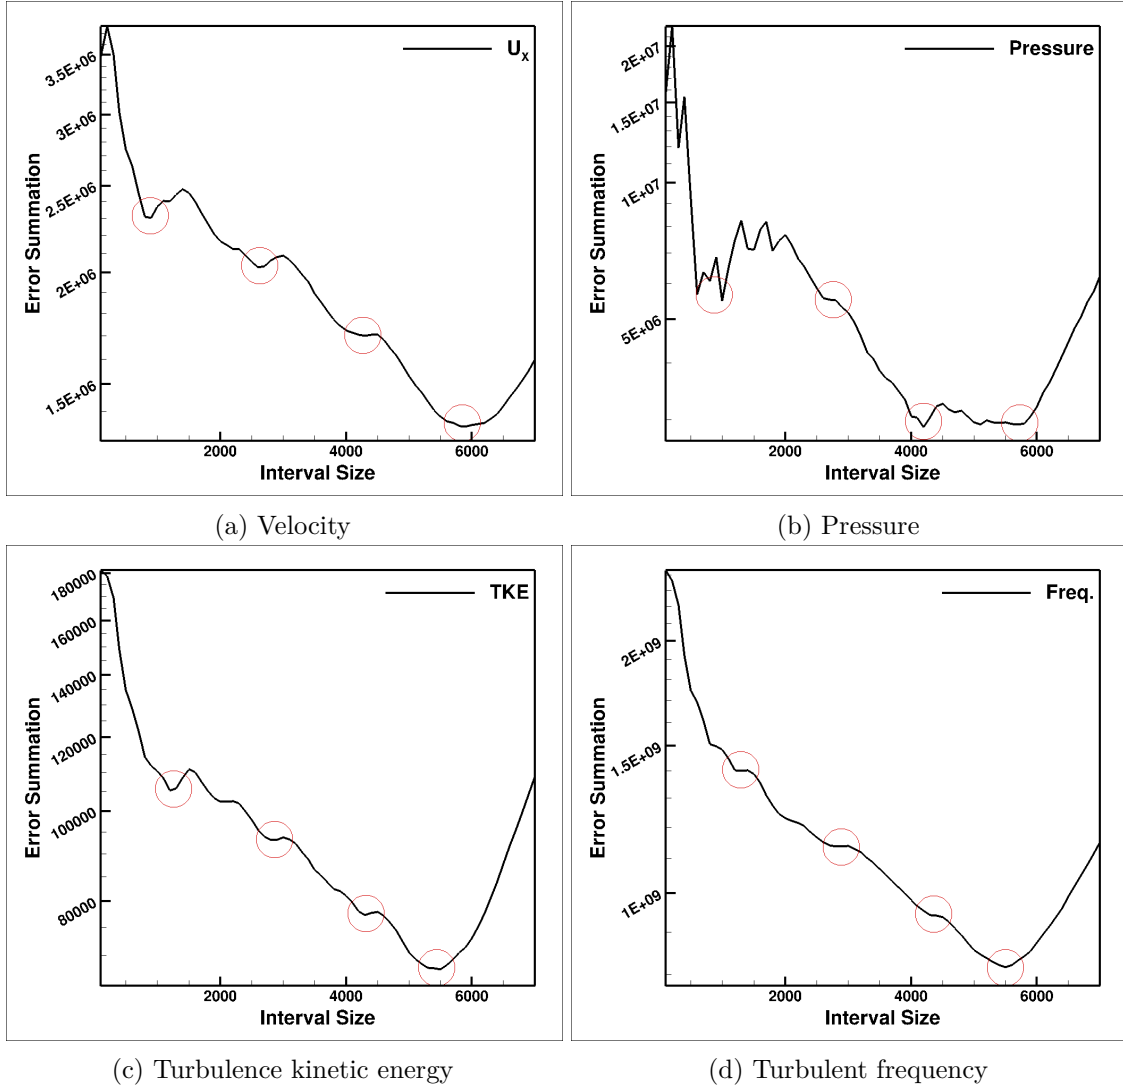 U_x
3.5E+06
3E+06
2.5E+06
2E+06
1.5E+06
Error Summation
2000 4000 6000
Interval Size
(a) Velocity
Pressure
2E+07
1.5E+07
1E+07
5E+06
Error Summation
2000 4000 6000
Interval Size
(b) Pressure
TKE
180000
160000
140000
120000
100000
80000
Error Summation
2000 4000 6000
Interval Size
(c) Turbulence kinetic energy
Freq.
2E+09
1.5E+09
1E+09
Error Summation
2000 4000 6000
Interval Size
(d) Turbulent frequency